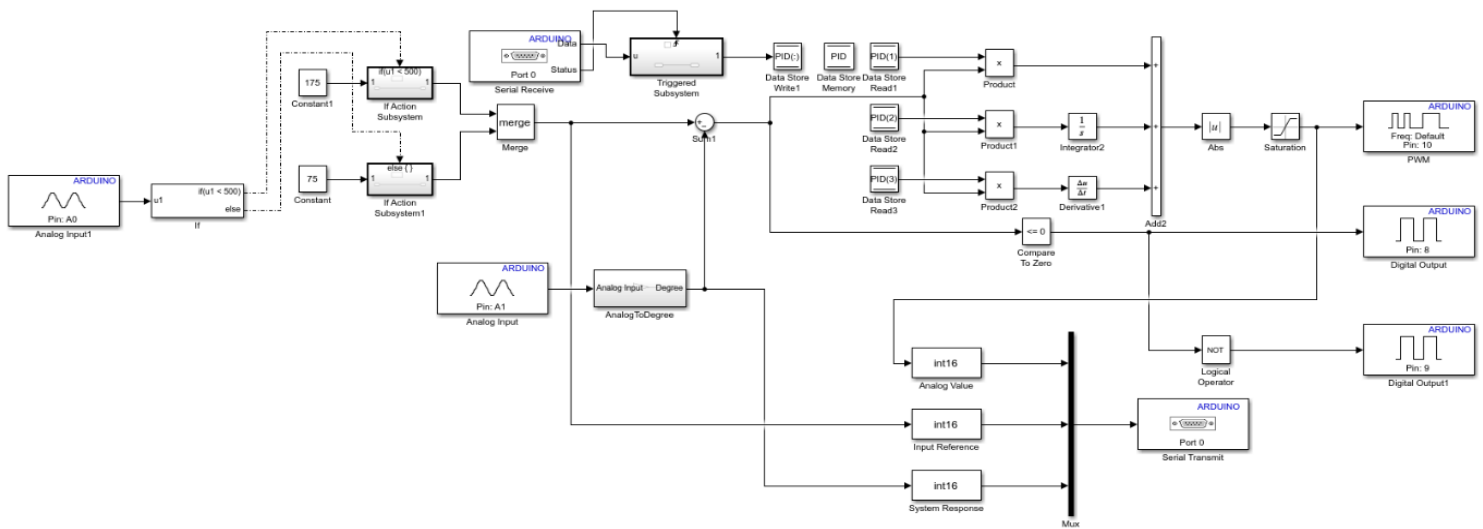 175
Constant1
if(u1 < 500)
1
1
If Action
Subsystem
ARDUINO
Data
Status
Port 0
Serial Receive
u
1
Triggered
Subsystem
PID(:)
Data Store
Write1
PID
Data Store
Memory
PID(1)
Data Store
Read1
×
Product
merge
Merge
+
-
Sum1
PID(2)
Data Store
Read2
×
Product1
1
s
Integrator2
+
+
+
Add2
|u|
Abs
Saturation
ARDUINO
Freq: Default
Pin: 10
PWM
75
Constant
else { }
1
1
If Action
Subsystem1
PID(3)
Data Store
Read3
×
Product2
Δu
Δt
Derivative1
ARDUINO
Pin: A0
Analog Input1
u1
if(u1 < 500)
else
If
<= 0
Compare
To Zero
ARDUINO
Pin: 8
Digital Output
ARDUINO
Pin: A1
Analog Input
Analog Input
Degree
AnalogToDegree
int16
Analog Value
NOT
Logical
Operator
ARDUINO
Pin: 9
Digital Output1
int16
Input Reference
ARDUINO
Port 0
Serial Transmit
int16
System Response
Mux